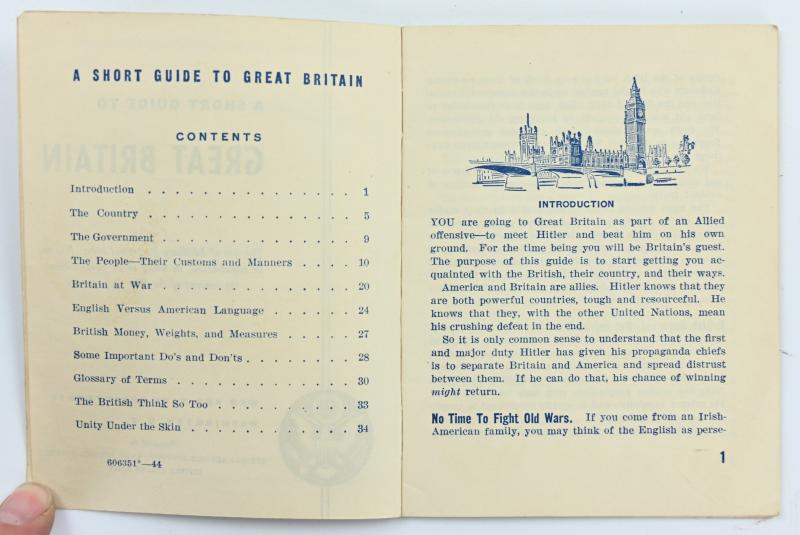 A SHORT GUIDE TO GREAT BRITAIN
CONTENTS
Introduction . . . . . . . . . . . . . . . 1
The Country . . . . . . . . . . . . . . . 5
The Government . . . . . . . . . . . . . . 9
The People—Their Customs and Manners . . . . 10
Britain at War . . . . . . . . . . . . . . 20
English Versus American Language . . . . . . 24
British Money, Weights, and Measures . . . . . 27
Some Important Do's and Don'ts . . . . . . . . 28
Glossary of Terms . . . . . . . . . . . . . 30
The British Think So Too . . . . . . . . . . 33
Unity Under the Skin . . . . . . . . . . . . 34
606351°—44
INTRODUCTION
YOU are going to Great Britain as part of an Allied
offensive—to meet Hitler and beat him on his own
ground. For the time being you will be Britain's guest.
The purpose of this guide is to start getting you ac-
quainted with the British, their country, and their ways.
America and Britain are allies. Hitler knows that they
are both powerful countries, tough and resourceful. He
knows that they, with the other United Nations, mean
his crushing defeat in the end.
So it is only common sense to understand that the first
and major duty Hitler has given his propaganda chiefs
is to separate Britain and America and spread distrust
between them. If he can do that, his chance of winning
might return.
No Time To Fight Old Wars. If you come from an Irish-
American family, you may think of the English as perse-
1